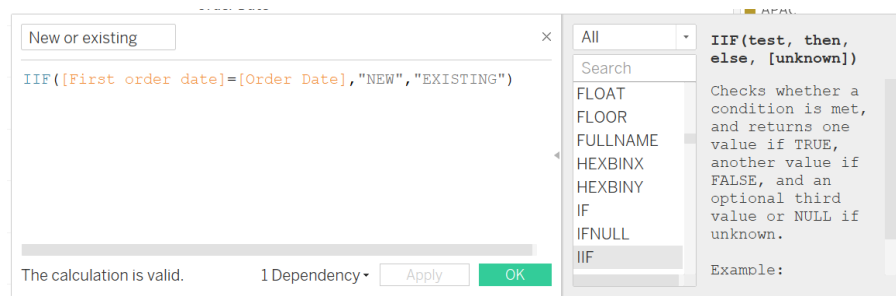 APAC
New or existing
IIF([First order date]=[Order Date],"NEW","EXISTING")
The calculation is valid.
1 Dependency
Apply
OK
All
Search
FLOAT
FLOOR
FULLNAME
HEXBINX
HEXBINY
IF
IFNULL
IIF
IIF(test, then,
else, [unknown])
Checks whether a
condition is met,
and returns one
value if TRUE,
another value if
FALSE, and an
optional third
value or NULL if
unknown.
Example: